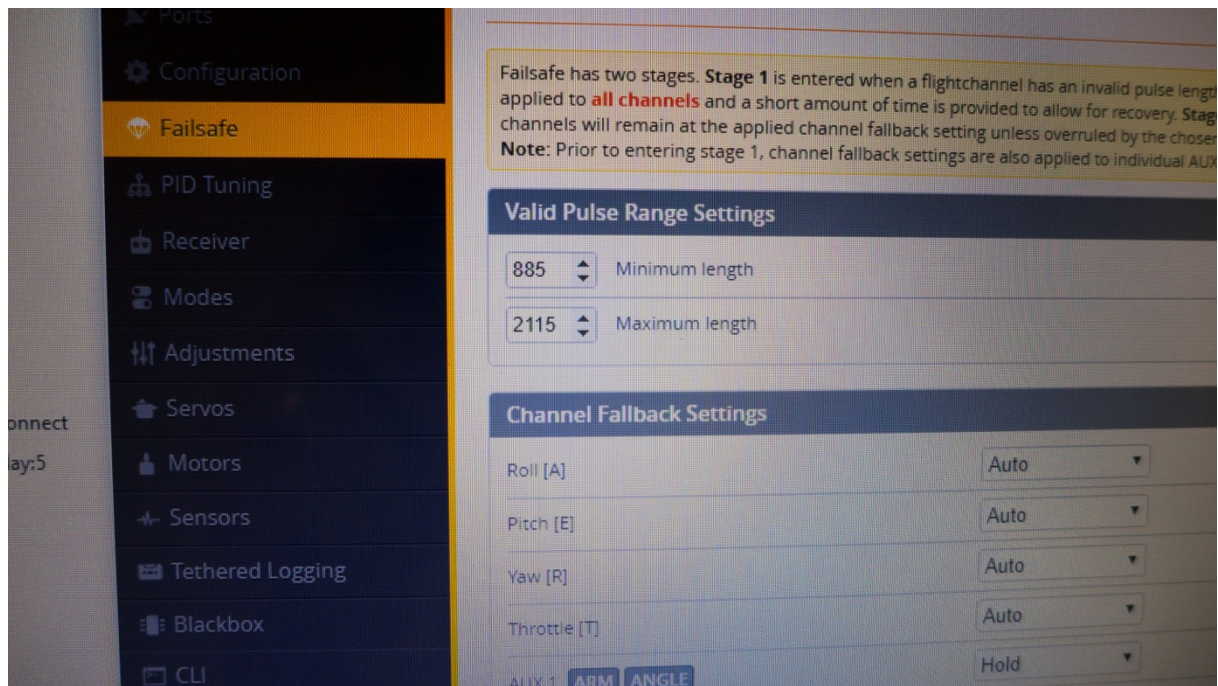 Ports
Configuration
Failsafe
PID Tuning
Receiver
Modes
Adjustments
Servos
Motors
Sensors
Tethered Logging
Blackbox
CLI
onnect
lay:5
Failsafe has two stages. Stage 1 is entered when a flightchannel has an invalid pulse lengt
applied to all channels and a short amount of time is provided to allow for recovery. Stag
channels will remain at the applied channel fallback setting unless overruled by the chosen
Note: Prior to entering stage 1, channel fallback settings are also applied to individual AUX
Valid Pulse Range Settings
885 Minimum length
2115 Maximum length
Channel Fallback Settings
Roll [A] Auto
Pitch [E] Auto
Yaw [R] Auto
Throttle [T] Auto
AUX 1 ARM ANGLE Hold